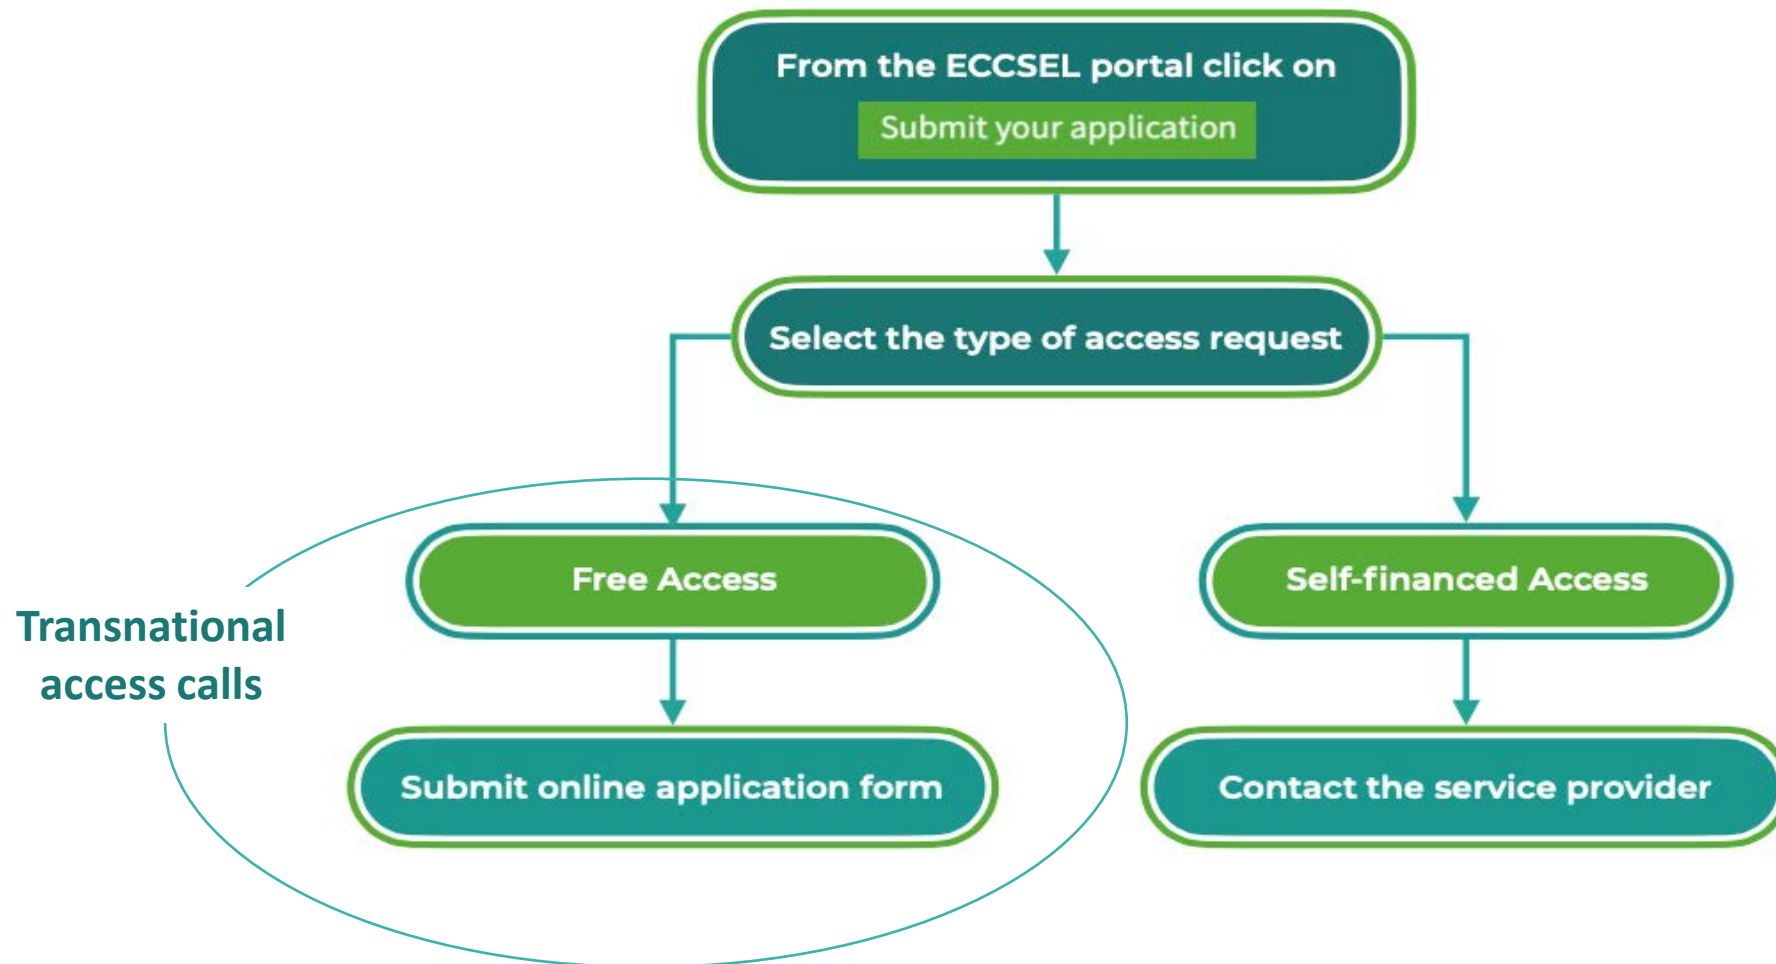 From the ECCSEL portal click on
Submit your application
Select the type of access request
Free Access
Self-financed Access
Transnational
access calls
Submit online application form
Contact the service provider